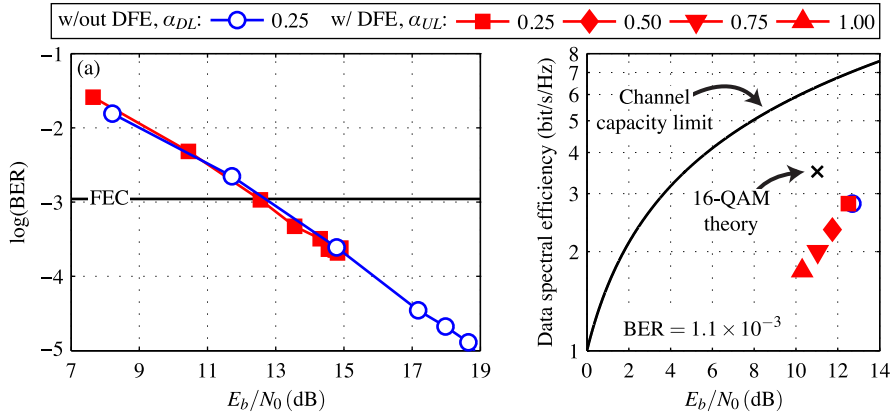 w/out DFE, α_DL: 0.25 w/ DFE, α_UL: 0.25 0.50 0.75 1.00
(a)
log(BER)
−1
−2
−3
−4
−5
FEC
7 9 11 13 15 17 19
E_b/N_0 (dB)
Data spectral efficiency (bit/s/Hz)
8
7
6
5
4
3
2
1
Channel
capacity limit
16-QAM
theory
BER = 1.1 × 10^−3
0 2 4 6 8 10 12 14
E_b/N_0 (dB)